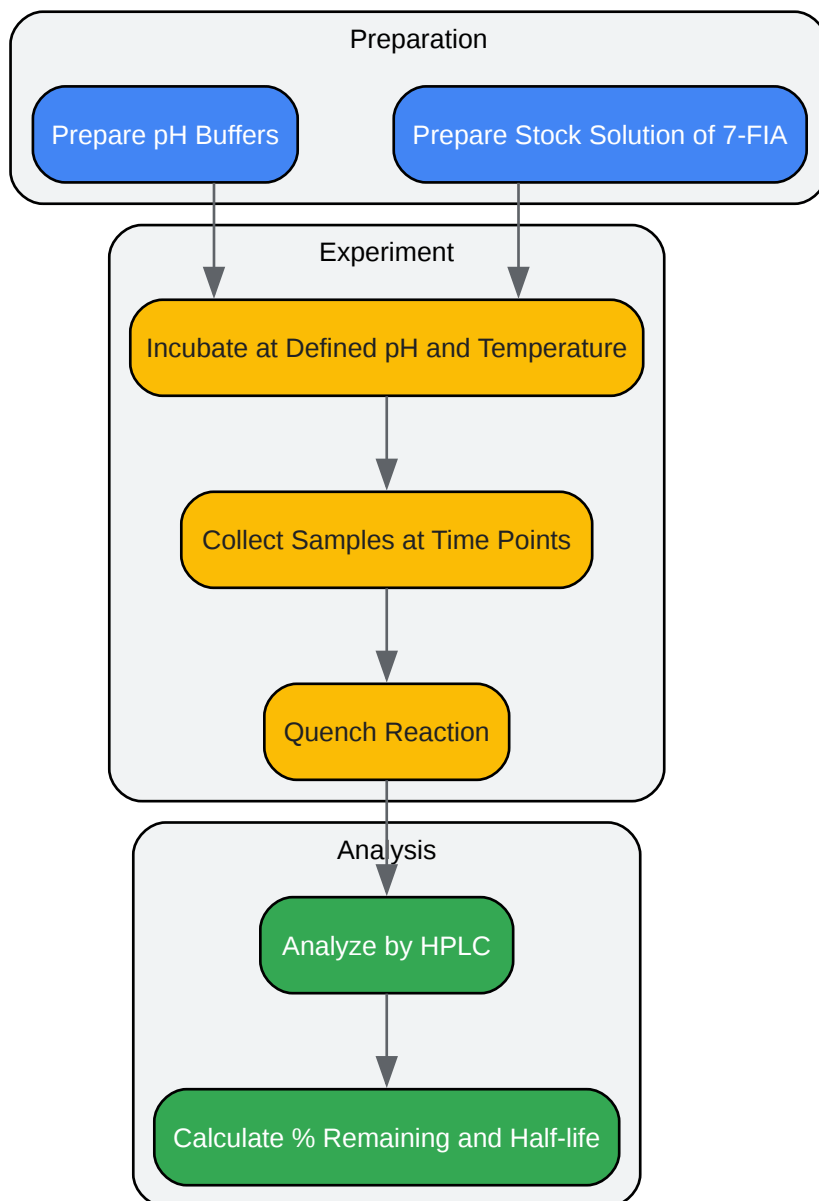 Preparation
Prepare pH Buffers
Prepare Stock Solution of 7-FIA
Experiment
Incubate at Defined pH and Temperature
Collect Samples at Time Points
Quench Reaction
Analysis
Analyze by HPLC
Calculate % Remaining and Half-life